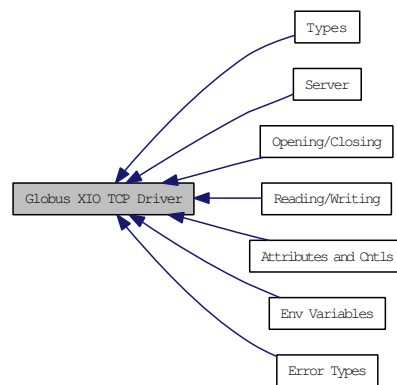 Types
Server
Opening/Closing
Globus XIO TCP Driver
Reading/Writing
Attributes and Cntls
Env Variables
Error Types